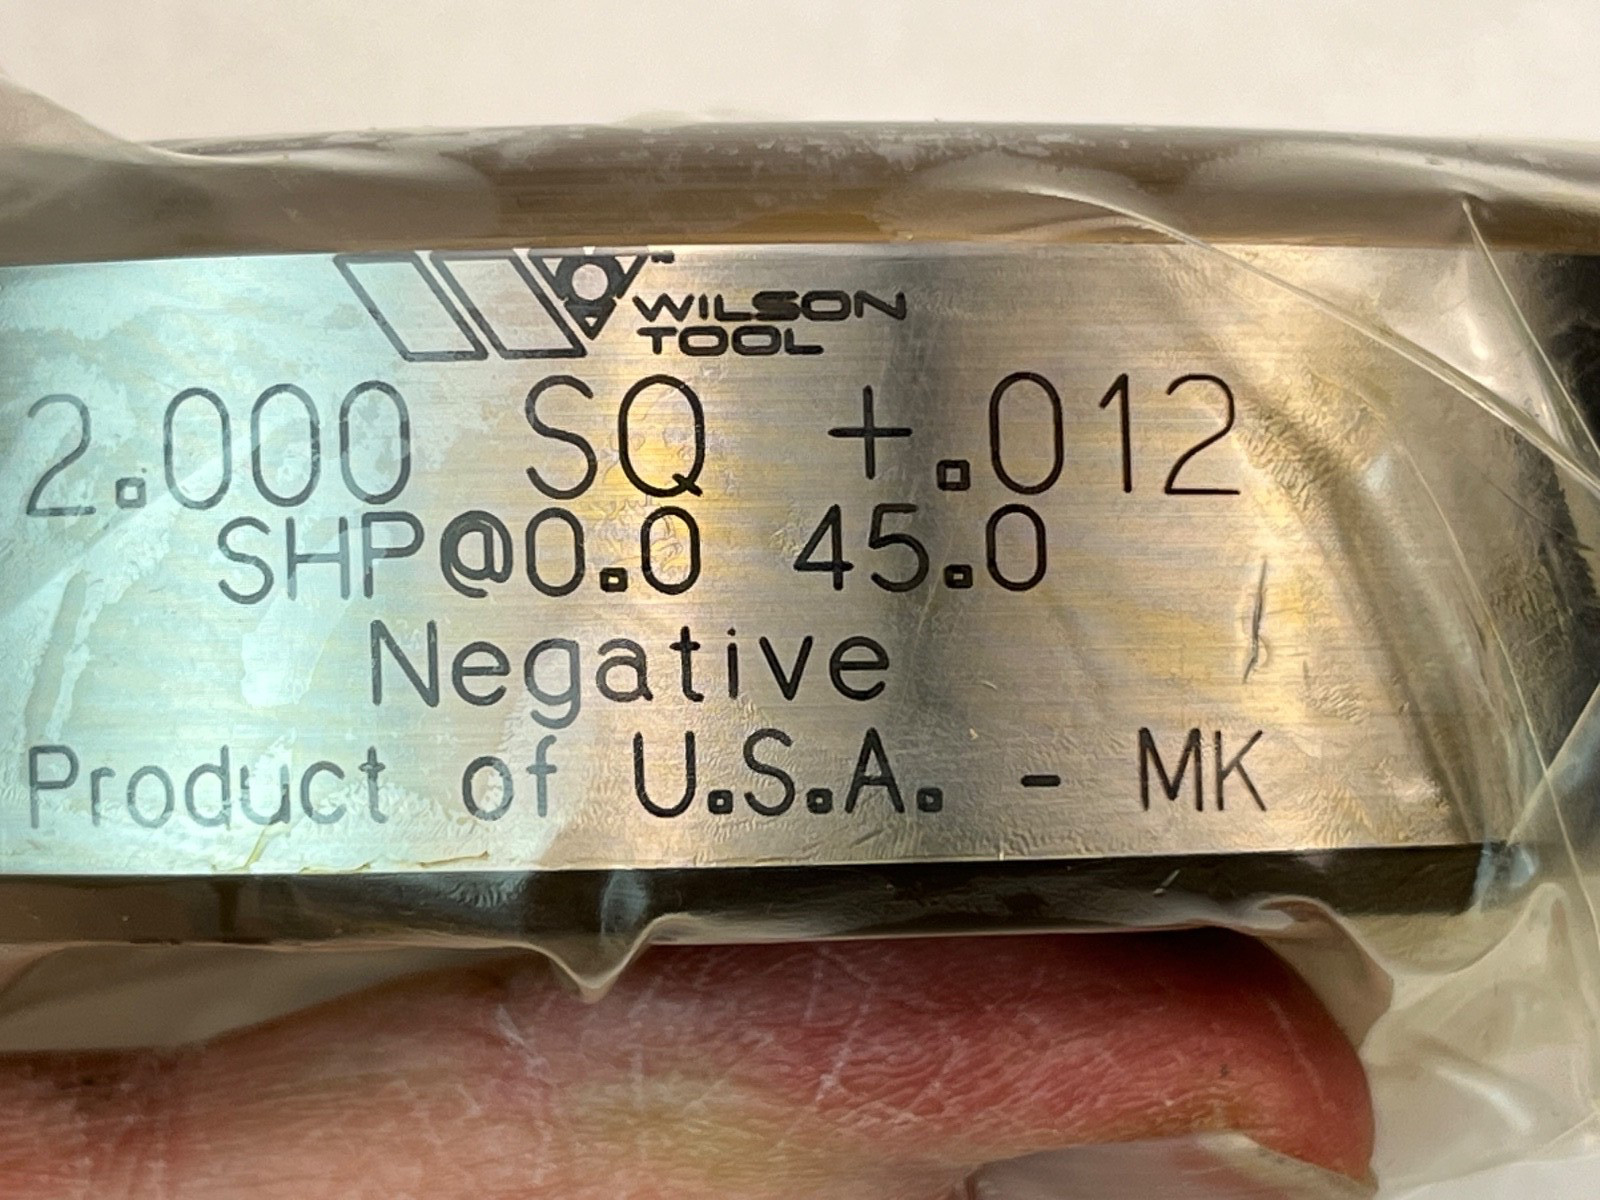 WILSON
TOOL
2.000 SQ +.012
SHP@0.0 45.0
Negative
Product of U.S.A. - MK